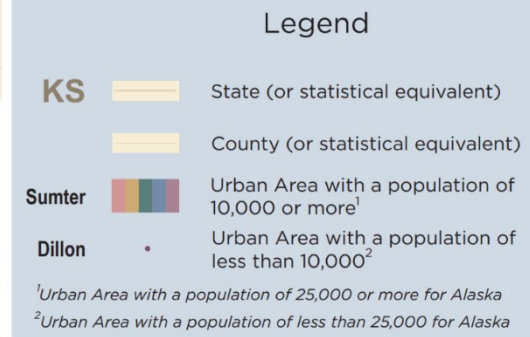 Legend
KS State (or statistical equivalent)
County (or statistical equivalent)
Sumter Urban Area with a population of
10,000 or more¹
Dillon Urban Area with a population of
less than 10,000²
¹Urban Area with a population of 25,000 or more for Alaska
²Urban Area with a population of less than 25,000 for Alaska